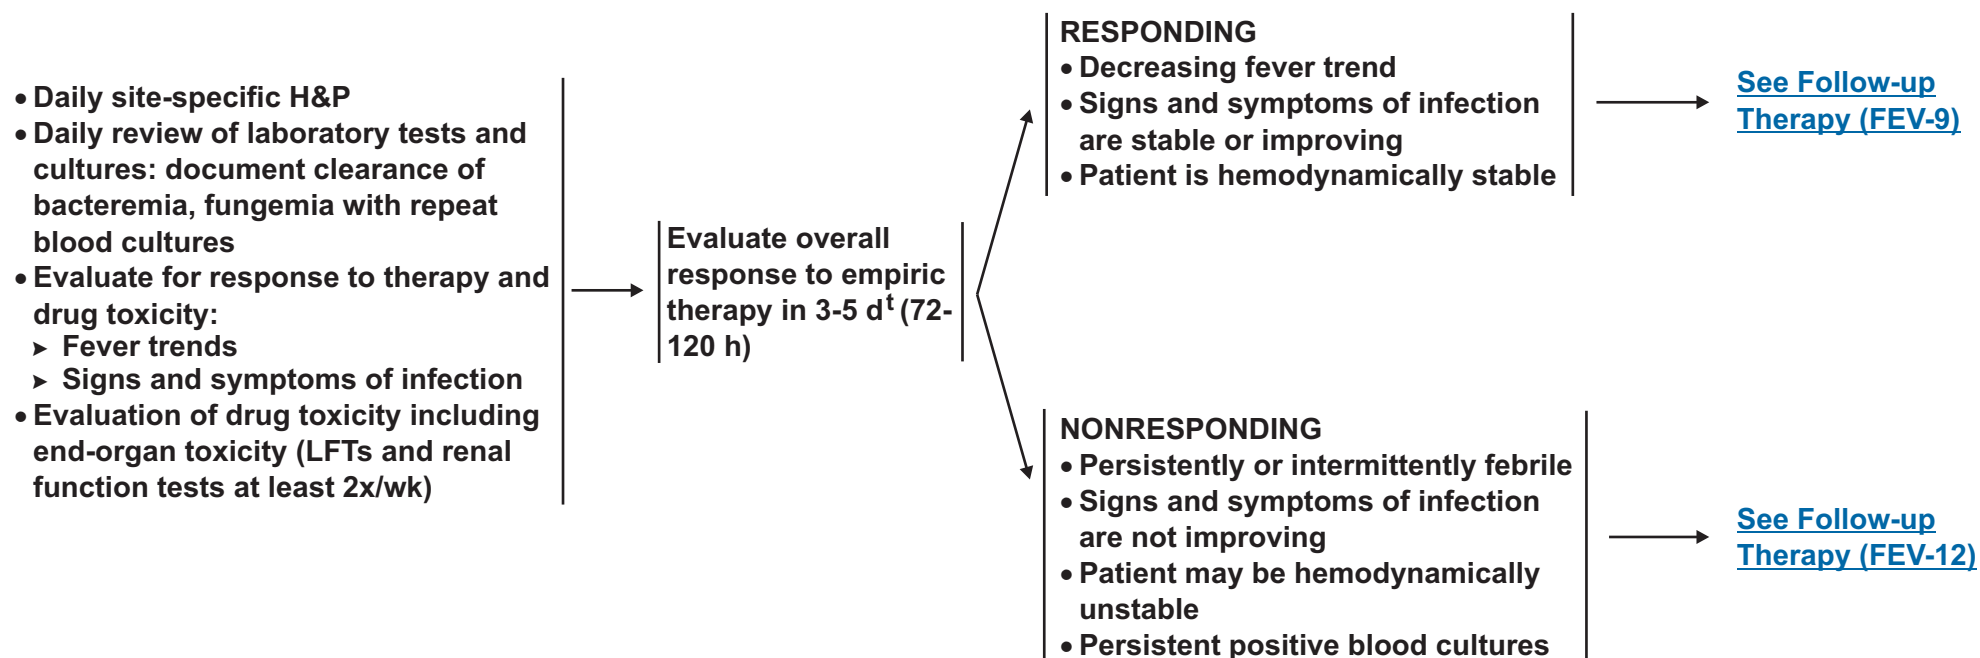 • Daily site-specific H&P
• Daily review of laboratory tests and
cultures: document clearance of
bacteremia, fungemia with repeat
blood cultures
• Evaluate for response to therapy and
drug toxicity:
➤ Fever trends
➤ Signs and symptoms of infection
• Evaluation of drug toxicity including
end-organ toxicity (LFTs and renal
function tests at least 2x/wk)
Evaluate overall
response to empiric
therapy in 3-5 d^t (72-
120 h)
RESPONDING
• Decreasing fever trend
• Signs and symptoms of infection
are stable or improving
• Patient is hemodynamically stable
See Follow-up
Therapy (FEV-9)
NONRESPONDING
• Persistently or intermittently febrile
• Signs and symptoms of infection
are not improving
• Patient may be hemodynamically
unstable
• Persistent positive blood cultures
See Follow-up
Therapy (FEV-12)